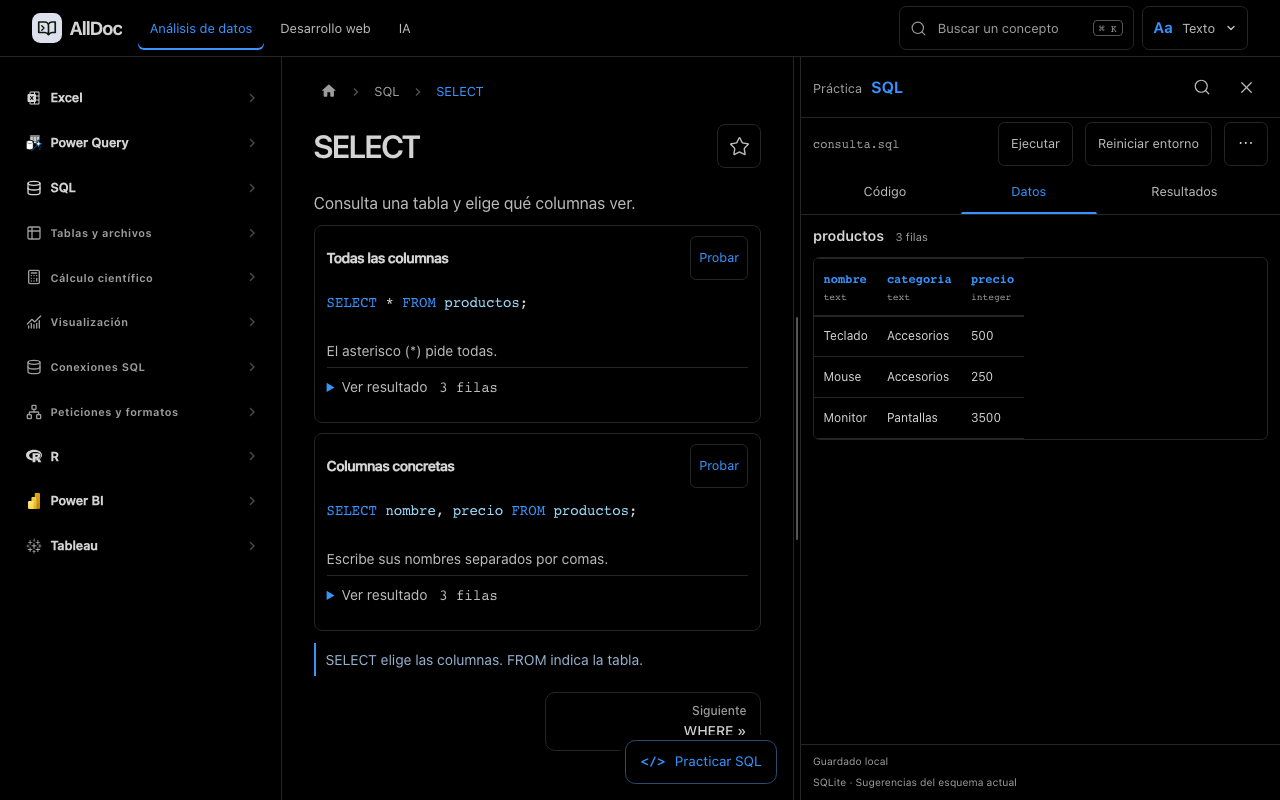 AllDoc
Análisis de datos
Desarrollo web
IA
Buscar un concepto
⌘ K
Aa Texto
Excel
Power Query
SQL
Tablas y archivos
Cálculo científico
Visualización
Conexiones SQL
Peticiones y formatos
R
Power BI
Tableau
SQL
SELECT
SELECT
Consulta una tabla y elige qué columnas ver.
Todas las columnas
Probar
SELECT * FROM productos;
El asterisco (*) pide todas.
Ver resultado 3 filas
Columnas concretas
Probar
SELECT nombre, precio FROM productos;
Escribe sus nombres separados por comas.
Ver resultado 3 filas
SELECT elige las columnas. FROM indica la tabla.
Siguiente
WHERE »
</> Practicar SQL
Práctica SQL
consulta.sql
Ejecutar
Reiniciar entorno
...
Código
Datos
Resultados
productos 3 filas
nombre categoria precio
text text integer
Teclado Accesorios 500
Mouse Accesorios 250
Monitor Pantallas 3500
Guardado local
SQLite · Sugerencias del esquema actual